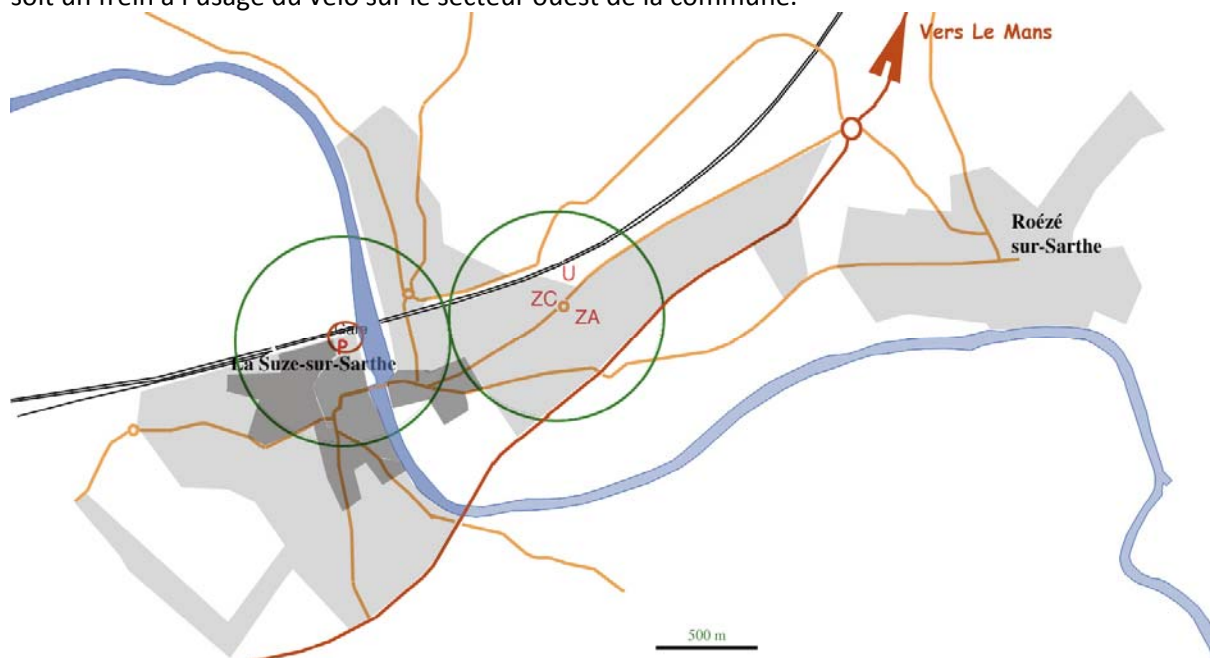 soit un frein à l'usage du vélo sur le secteur ouest de la commune.
Vers Le Mans
Roézé
sur-Sarthe
U
ZC
ZA
Gare
P
La Suze-sur-Sarthe
500 m